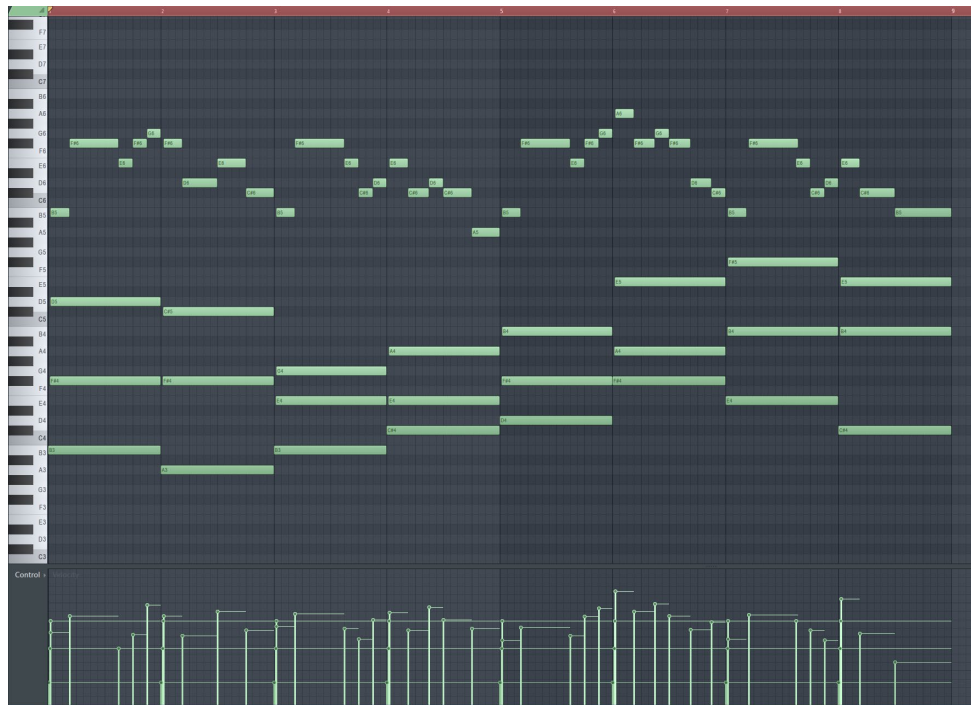 2 3 4 5 6 7 8 9
F7
E7
D7
C7
B6
A6
A6
G6
G6 G6 G6
F#6 F#6 F#6 F#6 F#6 F#6 F#6 F#6 F#6
F6
E6
E6 E6 E6 E6 E6 E6 E6
D6
D6 D6 D6 D6 D6
C#6 C#6 C#6 C#6 C#6 C#6 C#6
C6
B5
B5 B5 B5 B5 B5
A5
A5
G5
F#5
F5
E5
E5 E5
D5
D5
C#5
C5
B4
B4 B4 B4
A4
A4 A4
G4
G4
F#4 F#4 F#4 F#4
F4
E4
E4 E4 E4
D4
D4
C#4 C#4
C4
B3
B3 B3
A3
A3
G3
F3
E3
D3
C3
Control Velocity